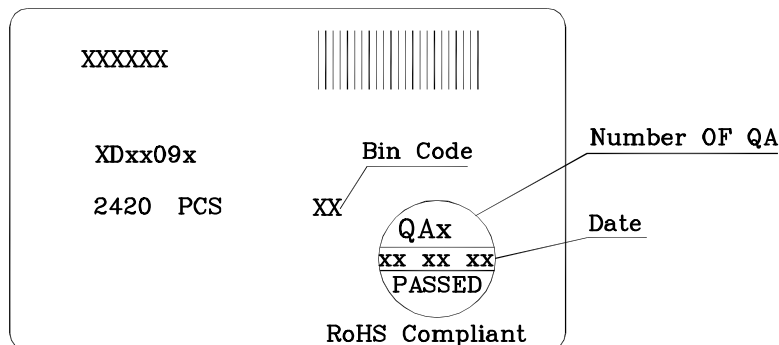 XXXXXX
XDxx09x
Bin Code
Number OF QA
2420 PCS
XX
QAx
Date
xx xx xx
PASSED
RoHS Compliant